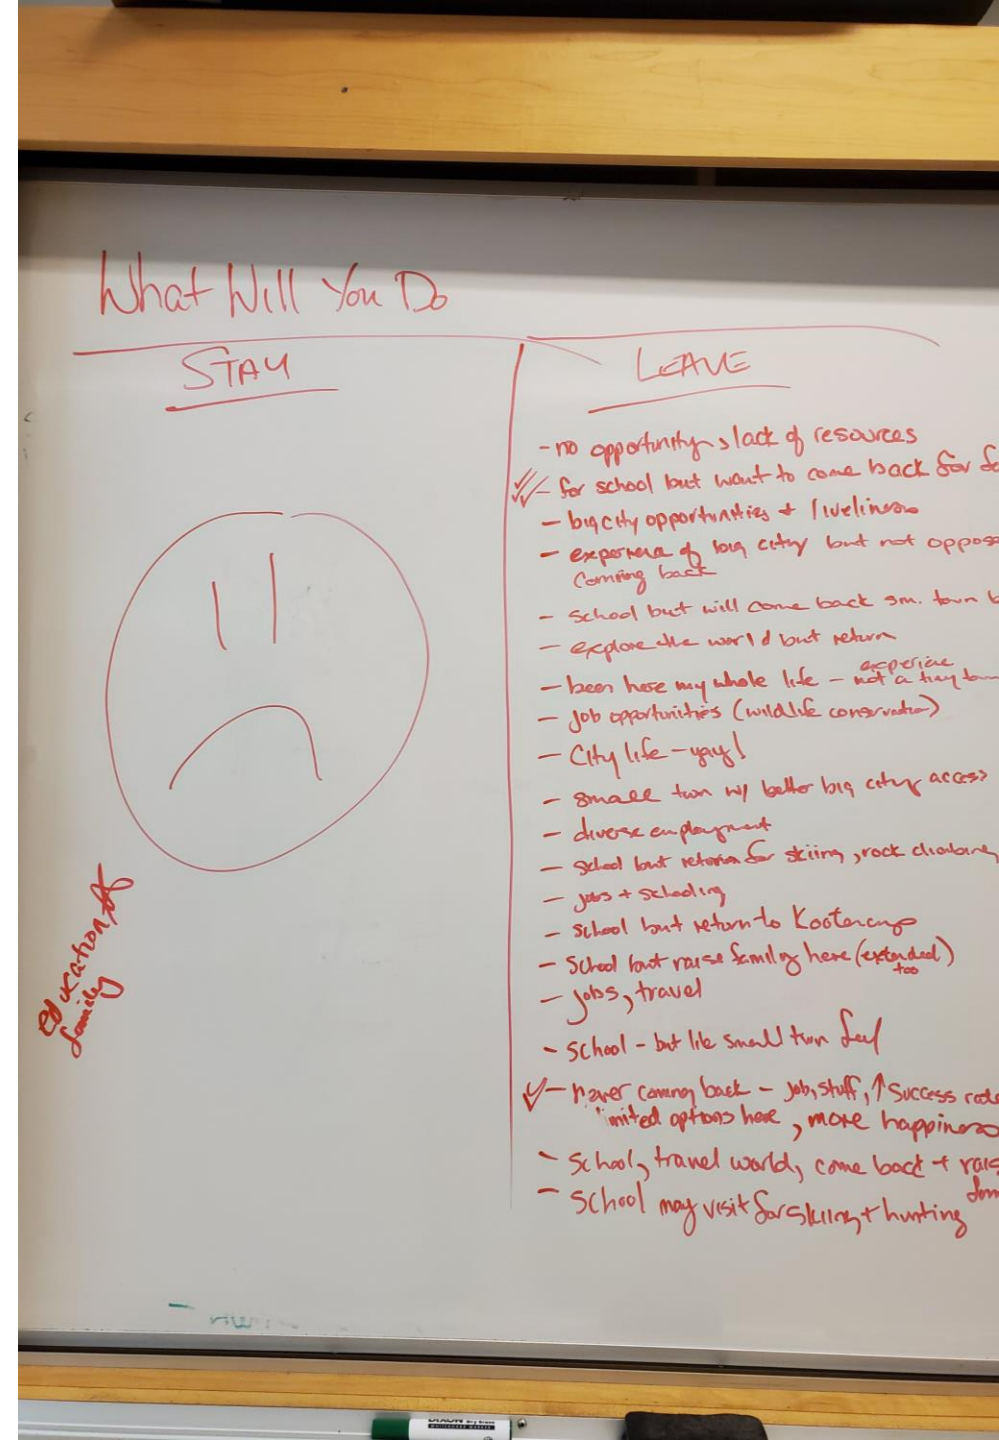 What Will You Do
STAY
LEAVE
- no opportunity, lack of resources
- for school but want to come back for
- big city opportunities + liveliness
- experience of big city but not
coming back
- school but will come back sm. town
- explore the world but return
- been here my whole life - experience
not a tiny
- job opportunities (wildlife conservation)
- City life - yay!
- small town w/ better big city access
- diverse employment
- school but return for skiing, rock climbing
- jobs + schooling
- school but return to Kootenays
- School but raise family here (extended)
too
- jobs, travel
- school - but like small town feel
- never coming back - job, stuff, ↑ success rate
limited options here, more happiness
- School, travel world, come back +
- School may visit for skiing + hunting
education
family
DIXON